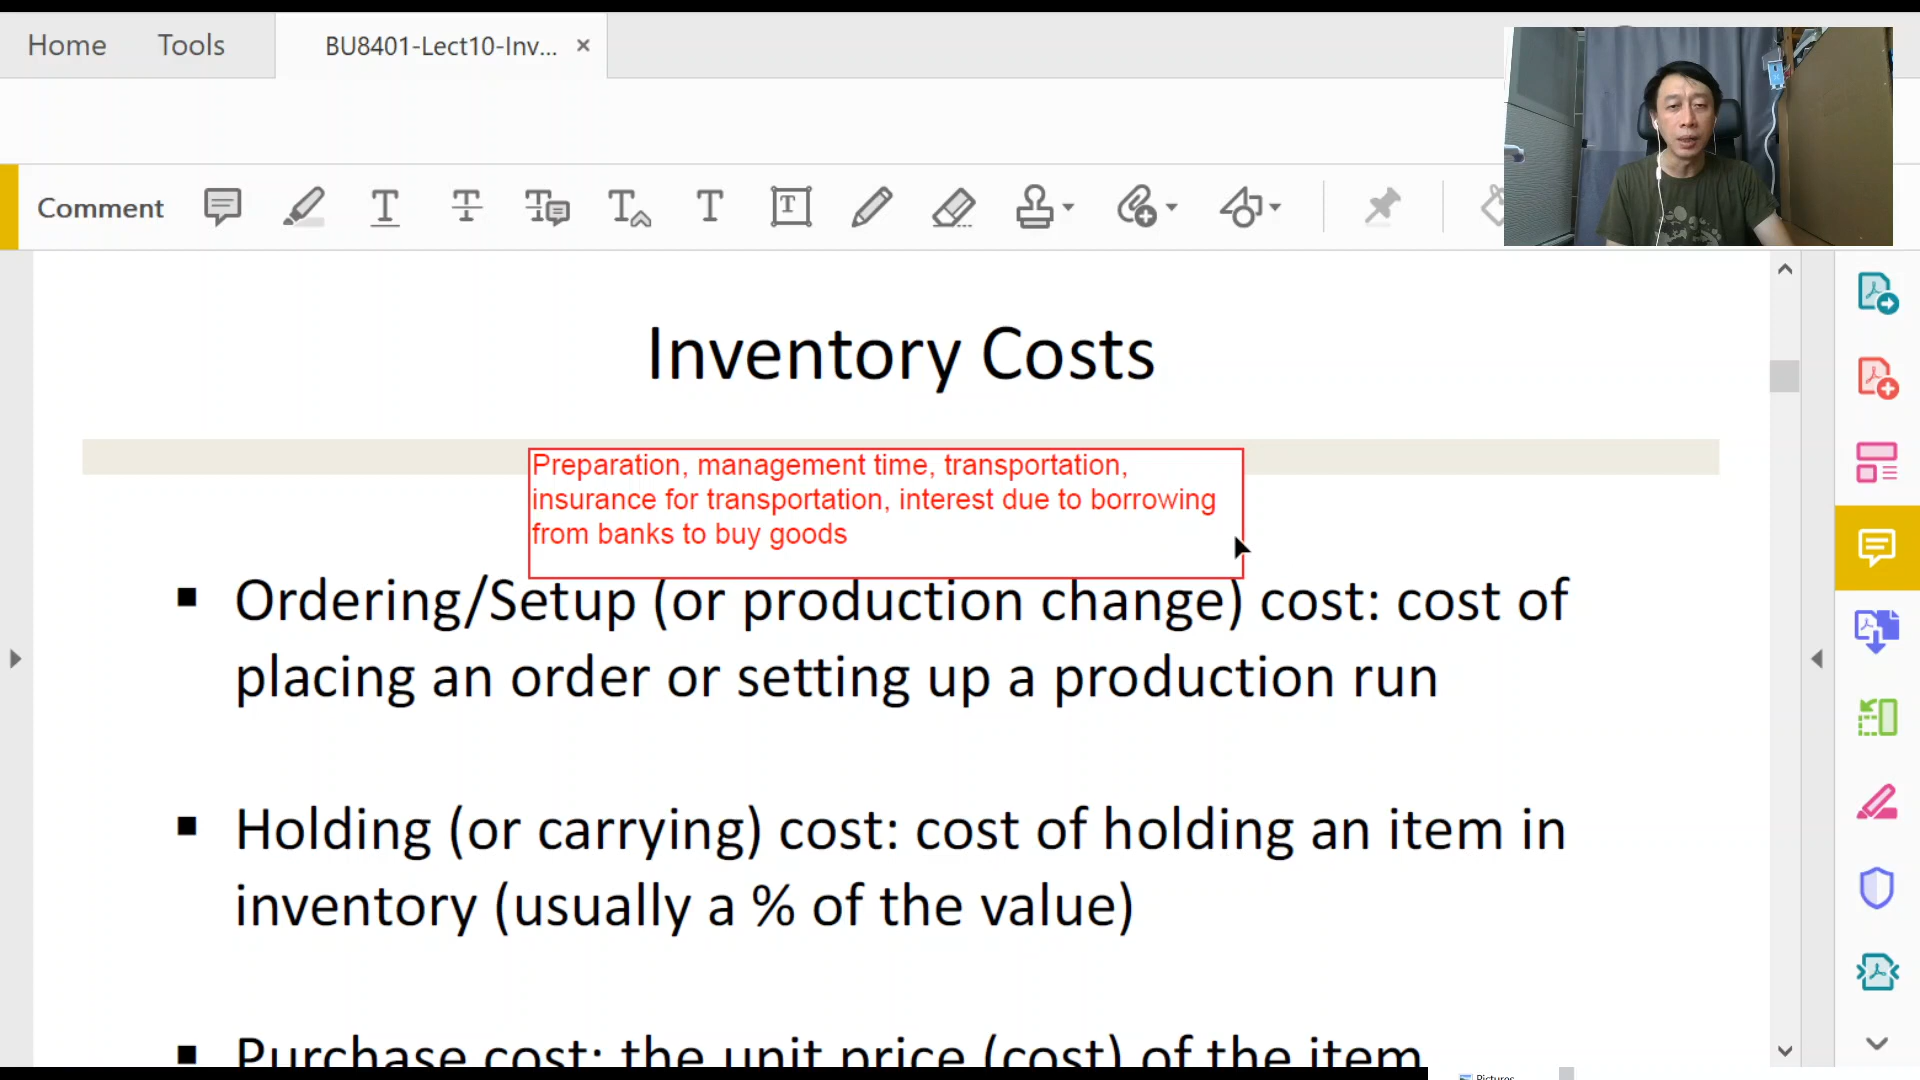 Home Tools BU8401-Lect10-Inv... ×
Comment
Inventory Costs
Preparation, management time, transportation,
insurance for transportation, interest due to borrowing
from banks to buy goods
▪ Ordering/Setup (or production change) cost: cost of
placing an order or setting up a production run
▪ Holding (or carrying) cost: cost of holding an item in
inventory (usually a % of the value)
▪ Purchase cost: the unit price (cost) of the item
Pictures